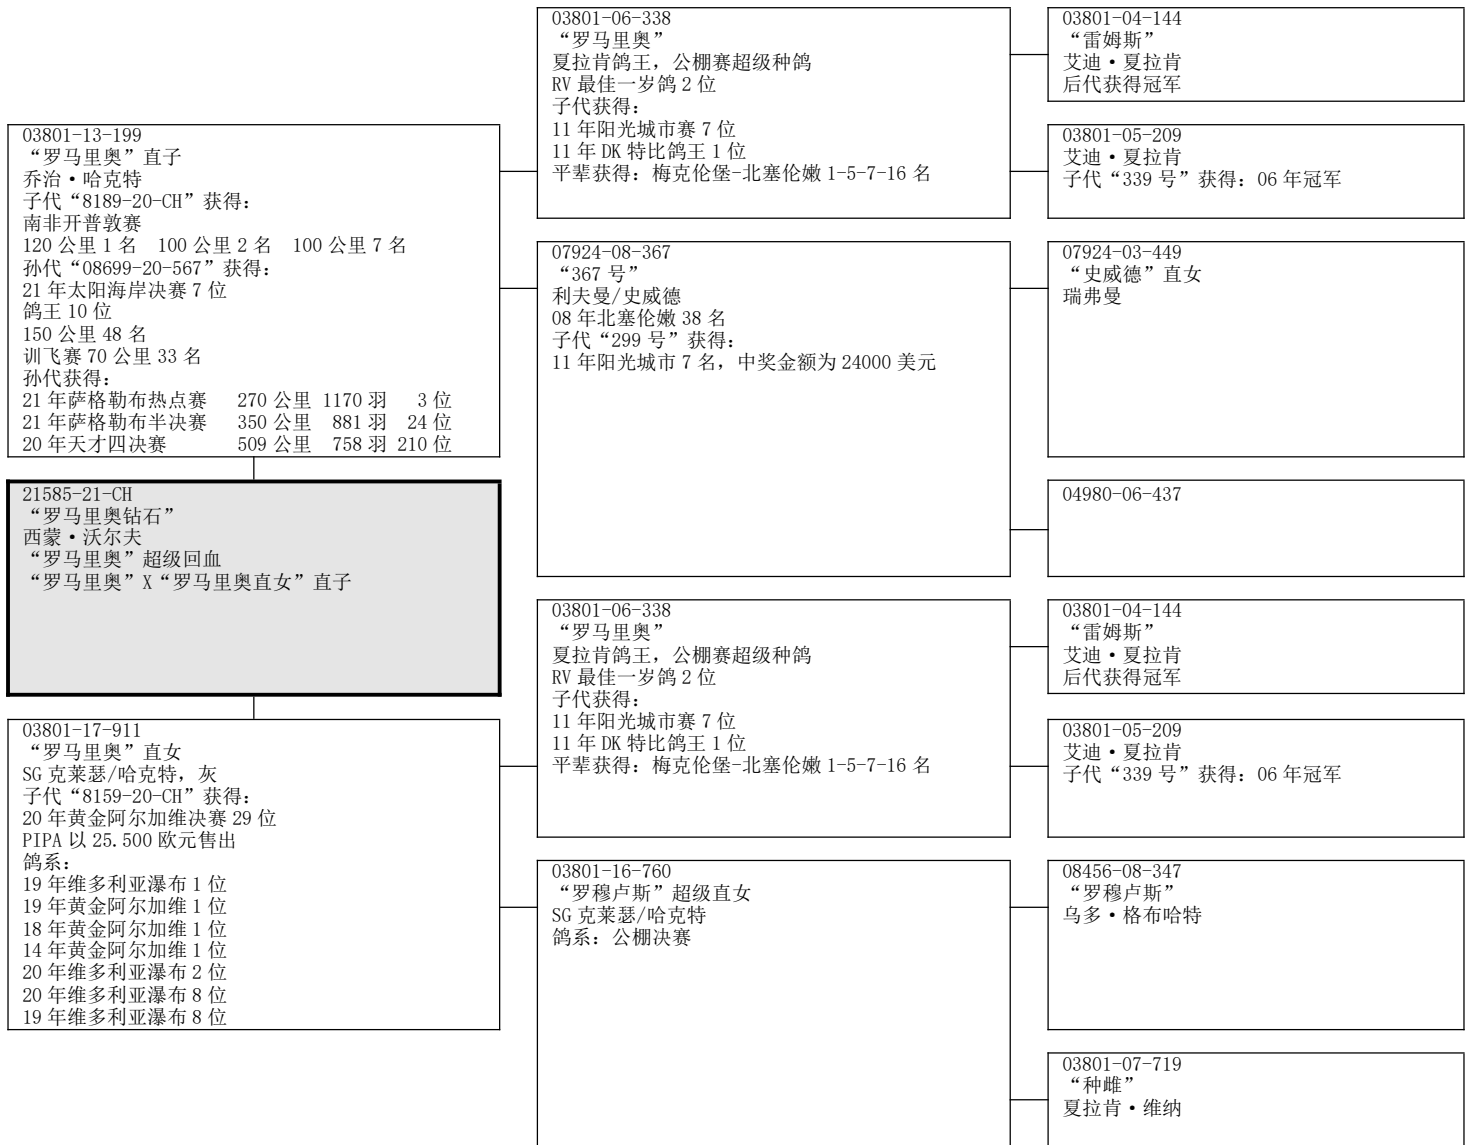 03801-13-199
“罗马里奥”直子
乔治·哈克特
子代“8189-20-CH”获得：
南非开普敦赛
120 公里 1 名 100 公里 2 名 100 公里 7 名
孙代“08699-20-567”获得：
21 年太阳海岸决赛 7 位
鸽王 10 位
150 公里 48 名
训飞赛 70 公里 33 名
孙代获得：
21 年萨格勒布热点赛 270 公里 1170 羽 3 位
21 年萨格勒布半决赛 350 公里 881 羽 24 位
20 年天才四决赛 509 公里 758 羽 210 位
21585-21-CH
“罗马里奥钻石”
西蒙·沃尔夫
“罗马里奥”超级回血
“罗马里奥”X“罗马里奥直女”直子
03801-17-911
“罗马里奥”直女
SG 克莱瑟/哈克特，灰
子代“8159-20-CH”获得：
20 年黄金阿尔加维决赛 29 位
PIPA 以 25.500 欧元售出
鸽系：
19 年维多利亚瀑布 1 位
19 年黄金阿尔加维 1 位
18 年黄金阿尔加维 1 位
14 年黄金阿尔加维 1 位
20 年维多利亚瀑布 2 位
20 年维多利亚瀑布 8 位
19 年维多利亚瀑布 8 位
03801-06-338
“罗马里奥”
夏拉肯鸽王，公棚赛超级种鸽
RV 最佳一岁鸽 2 位
子代获得：
11 年阳光城市赛 7 位
11 年 DK 特比鸽王 1 位
平辈获得：梅克伦堡-北塞伦嫩 1-5-7-16 名
07924-08-367
“367 号”
利夫曼/史威德
08 年北塞伦嫩 38 名
子代“299 号”获得：
11 年阳光城市 7 名，中奖金额为 24000 美元
03801-06-338
“罗马里奥”
夏拉肯鸽王，公棚赛超级种鸽
RV 最佳一岁鸽 2 位
子代获得：
11 年阳光城市赛 7 位
11 年 DK 特比鸽王 1 位
平辈获得：梅克伦堡-北塞伦嫩 1-5-7-16 名
03801-16-760
“罗穆卢斯”超级直女
SG 克莱瑟/哈克特
鸽系：公棚决赛
03801-04-144
“雷姆斯”
艾迪·夏拉肯
后代获得冠军
03801-05-209
艾迪·夏拉肯
子代“339 号”获得：06 年冠军
07924-03-449
“史威德”直女
瑞弗曼
04980-06-437
03801-04-144
“雷姆斯”
艾迪·夏拉肯
后代获得冠军
03801-05-209
艾迪·夏拉肯
子代“339 号”获得：06 年冠军
08456-08-347
“罗穆卢斯”
乌多·格布哈特
03801-07-719
“种雌”
夏拉肯·维纳